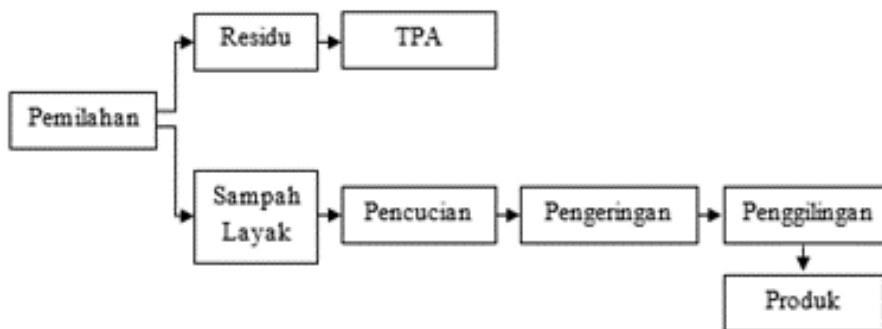 Residu
TPA
Pemilahan
Sampah
Layak
Pencucian
Pengeringan
Penggilingan
Produk